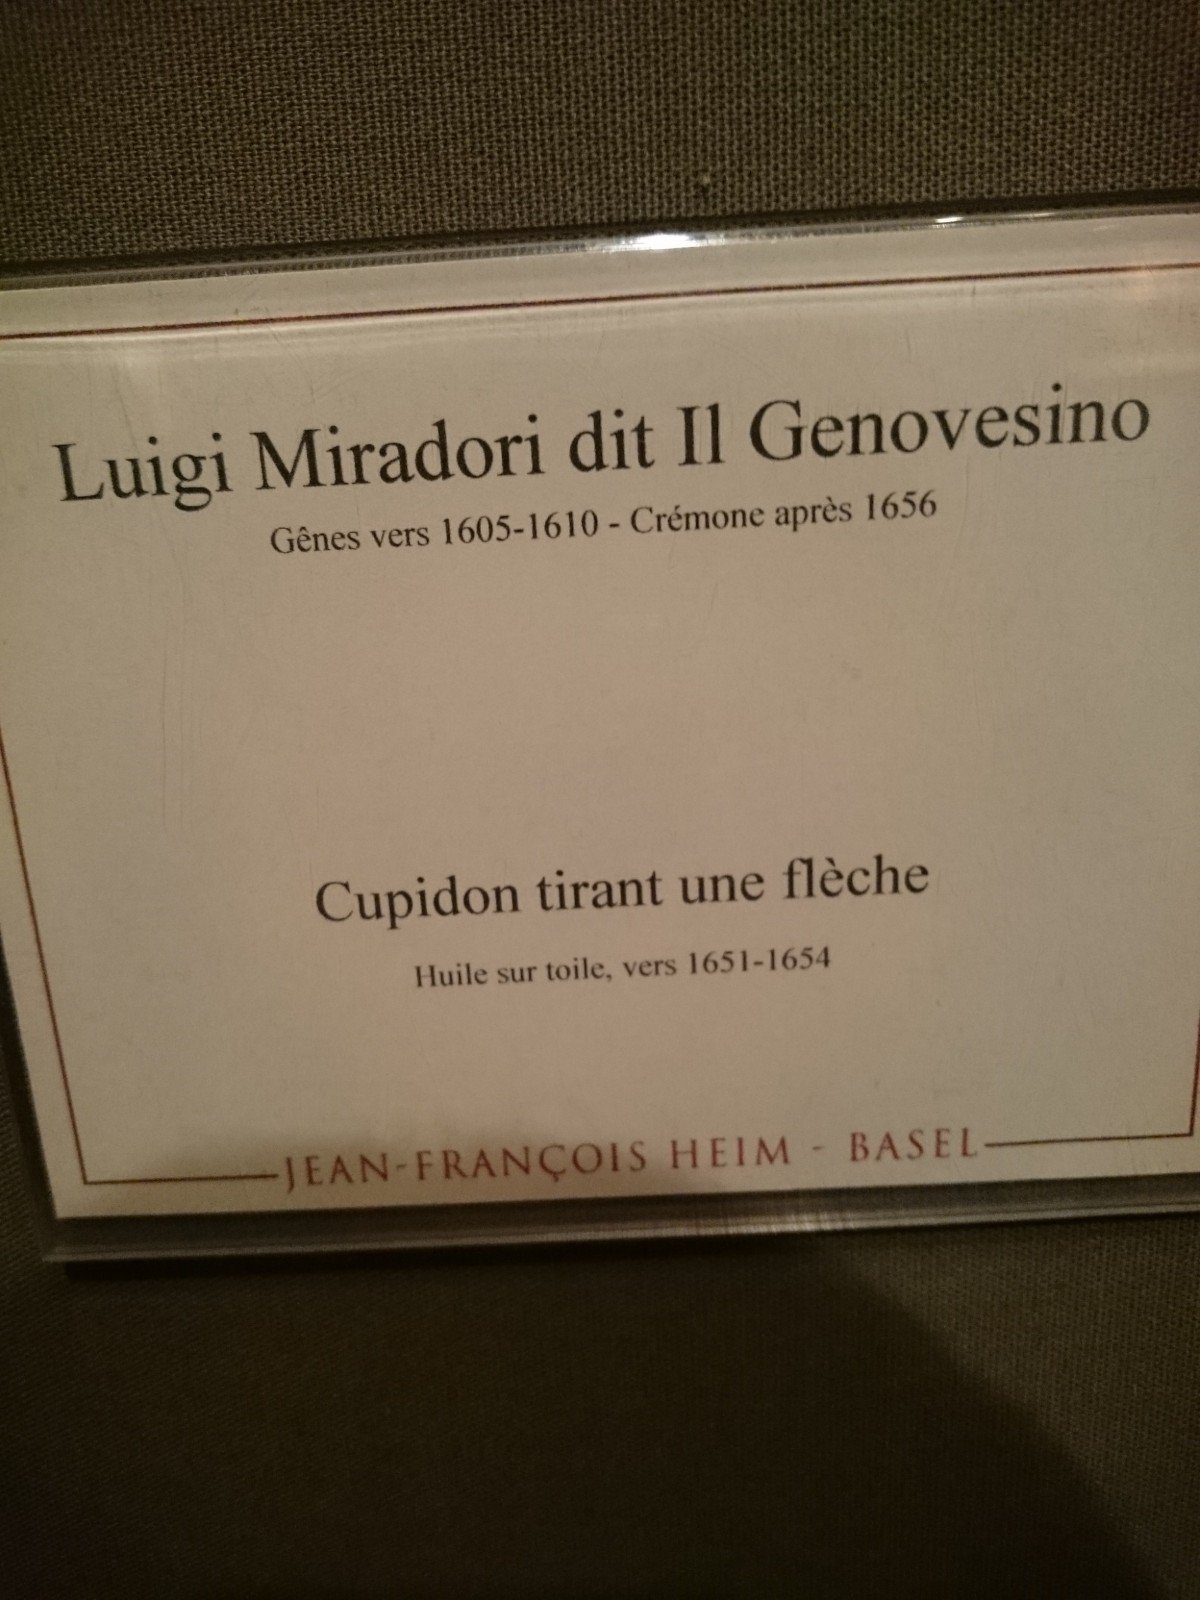 Luigi Miradori dit Il Genovesino
Gênes vers 1605-1610 - Crémone après 1656
Cupidon tirant une flèche
Huile sur toile, vers 1651-1654
JEAN-FRANÇOIS HEIM - BASEL